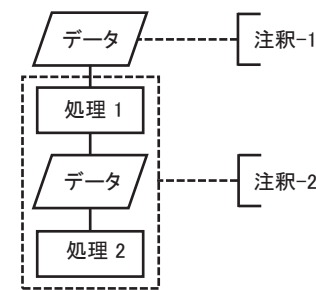 データ
注釈-1
処理 1
データ
注釈-2
処理 2